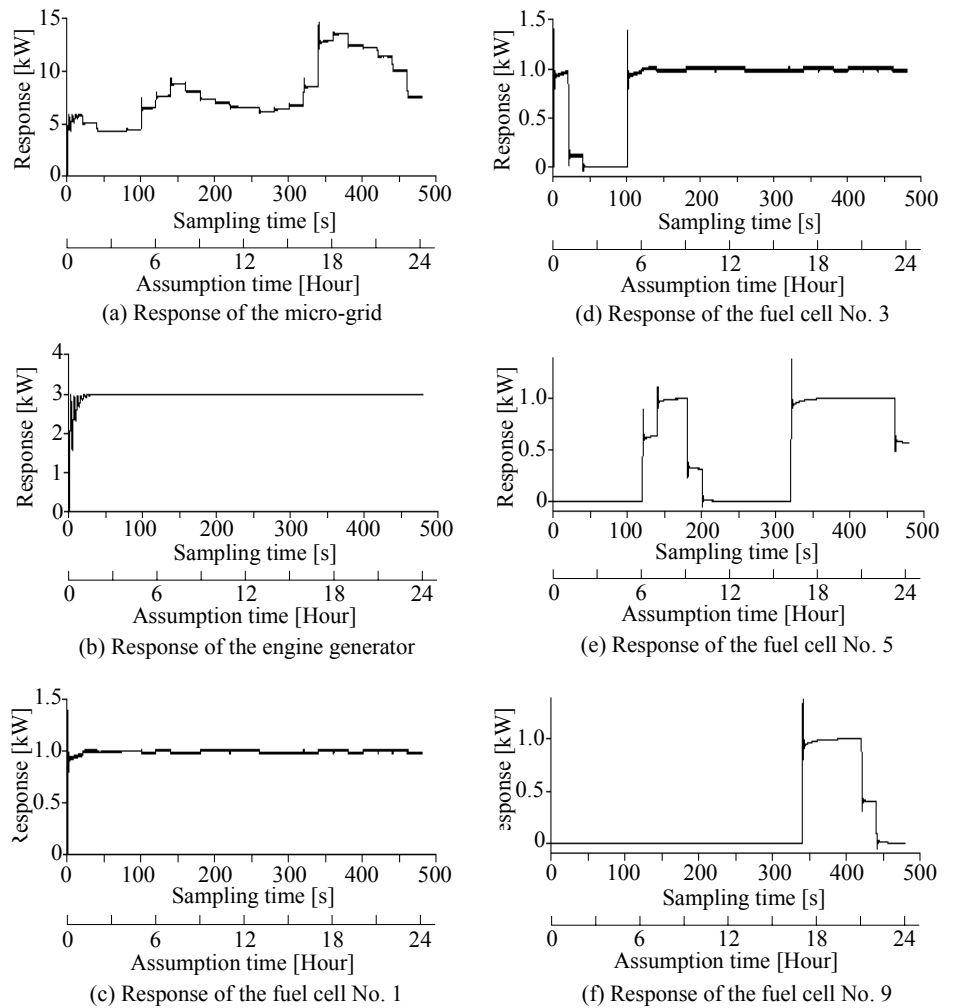 15
10
5
0
Response [kW]
0 100 200 300 400 500
Sampling time [s]
0 6 12 18 24
Assumption time [Hour]
(a) Response of the micro-grid
4
3
2
1
0
Response [kW]
0 100 200 300 400 500
Sampling time [s]
0 6 12 18 24
Assumption time [Hour]
(b) Response of the engine generator
1.5
1.0
0.5
0
Response [kW]
0 100 200 300 400 500
Sampling time [s]
0 6 12 18 24
Assumption time [Hour]
(c) Response of the fuel cell No. 1
1.5
1.0
0.5
0
Response [kW]
0 100 200 300 400 500
Sampling time [s]
0 6 12 18 24
Assumption time [Hour]
(d) Response of the fuel cell No. 3
1.0
0.5
0
Response [kW]
0 100 200 300 400 500
Sampling time [s]
0 6 12 18 24
Assumption time [Hour]
(e) Response of the fuel cell No. 5
1.0
0.5
0
esponse [kW]
0 100 200 300 400 500
Sampling time [s]
0 6 12 18 24
Assumption time [Hour]
(f) Response of the fuel cell No. 9